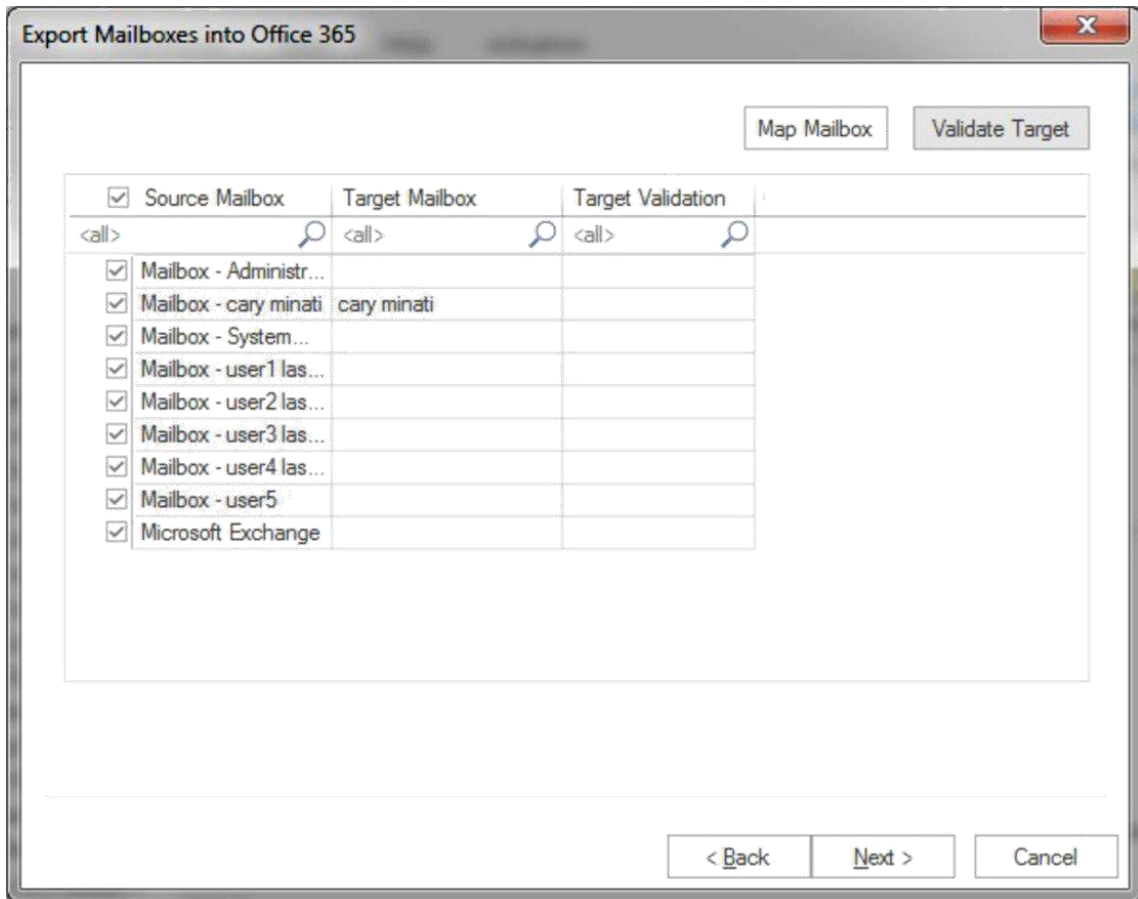 Export Mailboxes into Office 365
Help
Map Mailbox Validate Target
Source Mailbox Target Mailbox Target Validation
<all> <all> <all>
Mailbox - Administr...
Mailbox - cary minati cary minati
Mailbox - System...
Mailbox - user1 las...
Mailbox - user2 las...
Mailbox - user3 las...
Mailbox - user4 las...
Mailbox - user5
Microsoft Exchange
< Back Next > Cancel